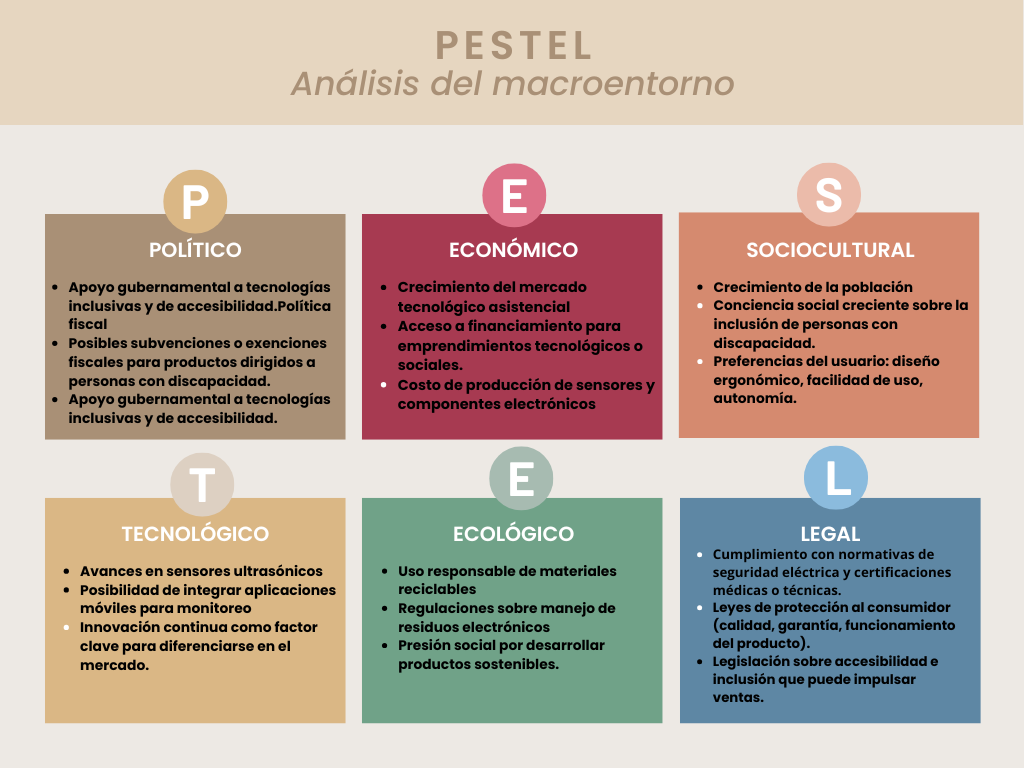 PESTEL
Análisis del macroentorno
P
POLÍTICO
• Apoyo gubernamental a tecnologías
inclusivas y de accesibilidad.Política
fiscal
• Posibles subvenciones o exenciones
fiscales para productos dirigidos a
personas con discapacidad.
• Apoyo gubernamental a tecnologías
inclusivas y de accesibilidad.
E
ECONÓMICO
• Crecimiento del mercado
tecnológico asistencial
• Acceso a financiamiento para
emprendimientos tecnológicos o
sociales.
• Costo de producción de sensores y
componentes electrónicos
S
SOCIOCULTURAL
• Crecimiento de la población
• Conciencia social creciente sobre la
inclusión de personas con
discapacidad.
• Preferencias del usuario: diseño
ergonómico, facilidad de uso,
autonomía.
T
TECNOLÓGICO
• Avances en sensores ultrasónicos
• Posibilidad de integrar aplicaciones
móviles para monitoreo
• Innovación continua como factor
clave para diferenciarse en el
mercado.
E
ECOLÓGICO
• Uso responsable de materiales
reciclables
• Regulaciones sobre manejo de
residuos electrónicos
• Presión social por desarrollar
productos sostenibles.
L
LEGAL
• Cumplimiento con normativas de
seguridad eléctrica y certificaciones
médicas o técnicas.
• Leyes de protección al consumidor
(calidad, garantía, funcionamiento
del producto).
• Legislación sobre accesibilidad e
inclusión que puede impulsar
ventas.